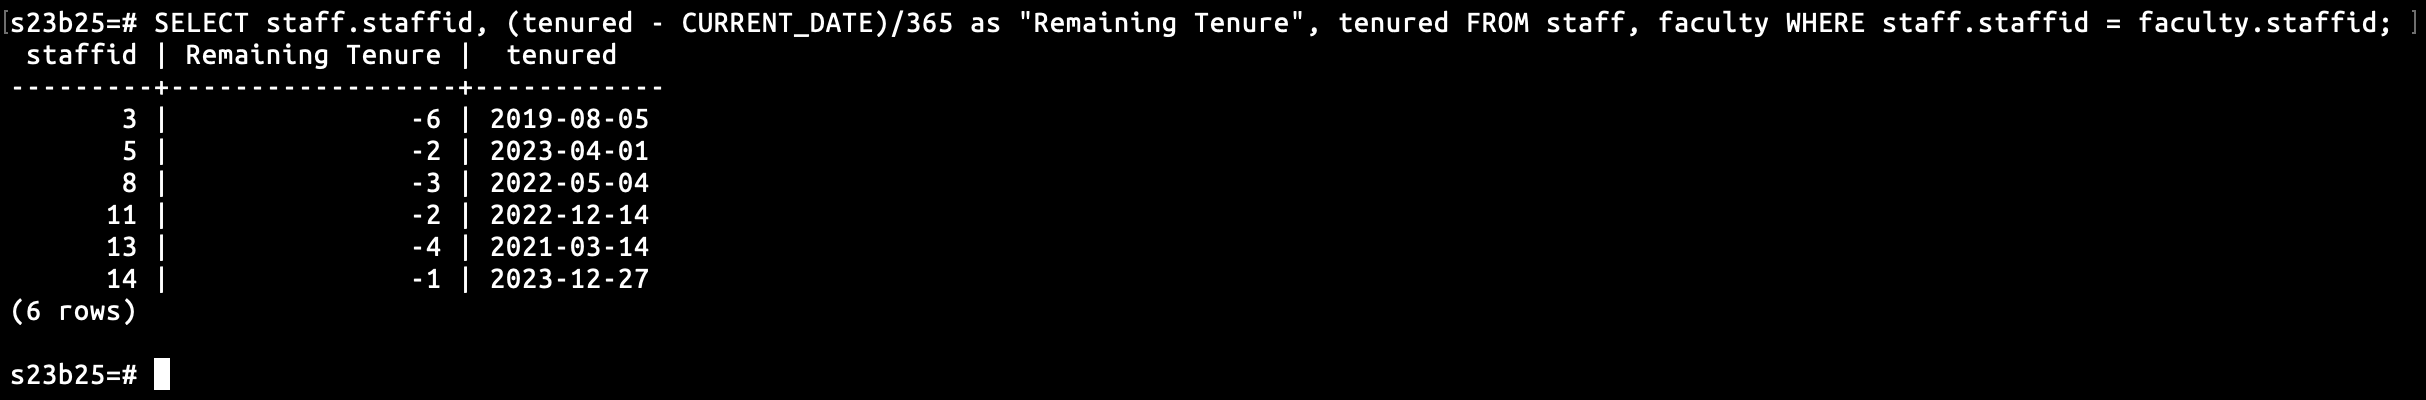 [s23b25=# SELECT staff.staffid, (tenured - CURRENT_DATE)/365 as "Remaining Tenure", tenured FROM staff, faculty WHERE staff.staffid = faculty.staffid; ]
 staffid | Remaining Tenure |  tenured
---------+------------------+------------
       3 |               -6 | 2019-08-05
       5 |               -2 | 2023-04-01
       8 |               -3 | 2022-05-04
      11 |               -2 | 2022-12-14
      13 |               -4 | 2021-03-14
      14 |               -1 | 2023-12-27
(6 rows)
s23b25=#